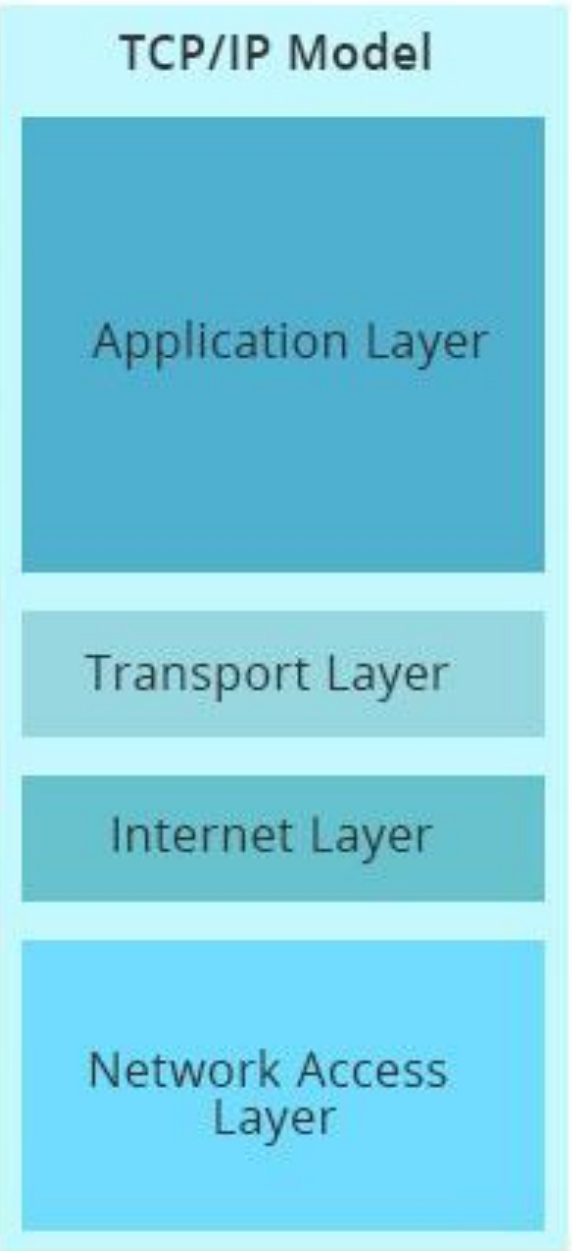 TCP/IP Model
Application Layer
Transport Layer
Internet Layer
Network Access
Layer